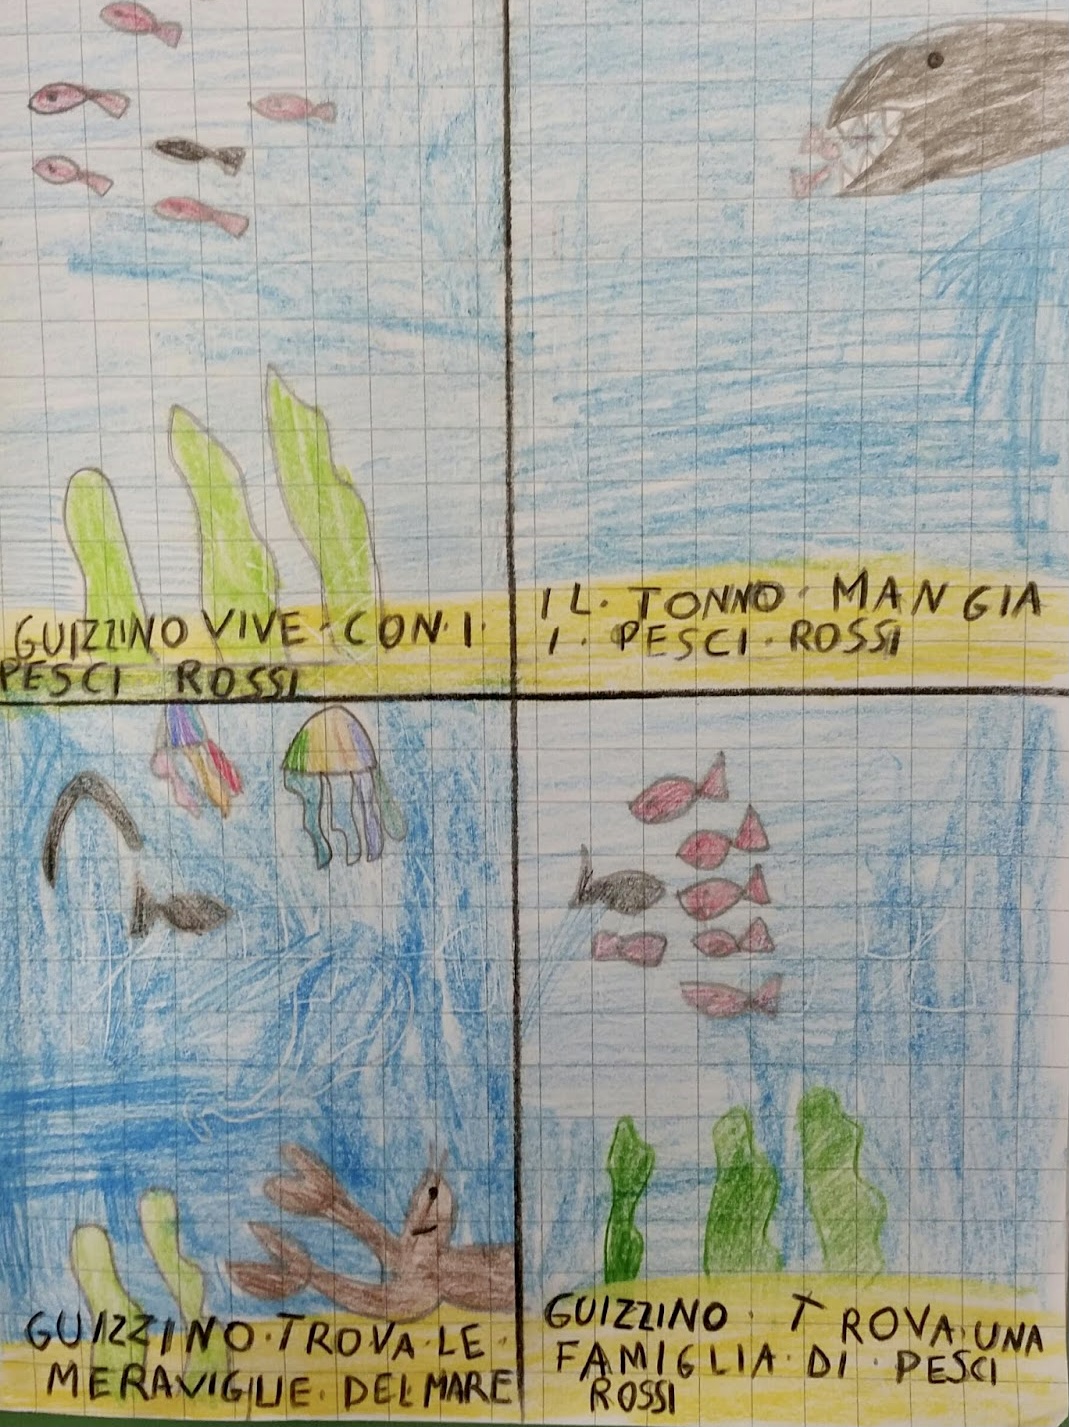 GUIZZINO VIVE·CON·I·
PESCI ROSSI
IL·TONNO·MANGIA
I·PESCI·ROSSI
GUIZZINO·TROVA·LE·
MERAVIGLIE·DEL MARE
GUIZZINO·TROVA·UNA
FAMIGLIA·DI·PESCI
ROSSI